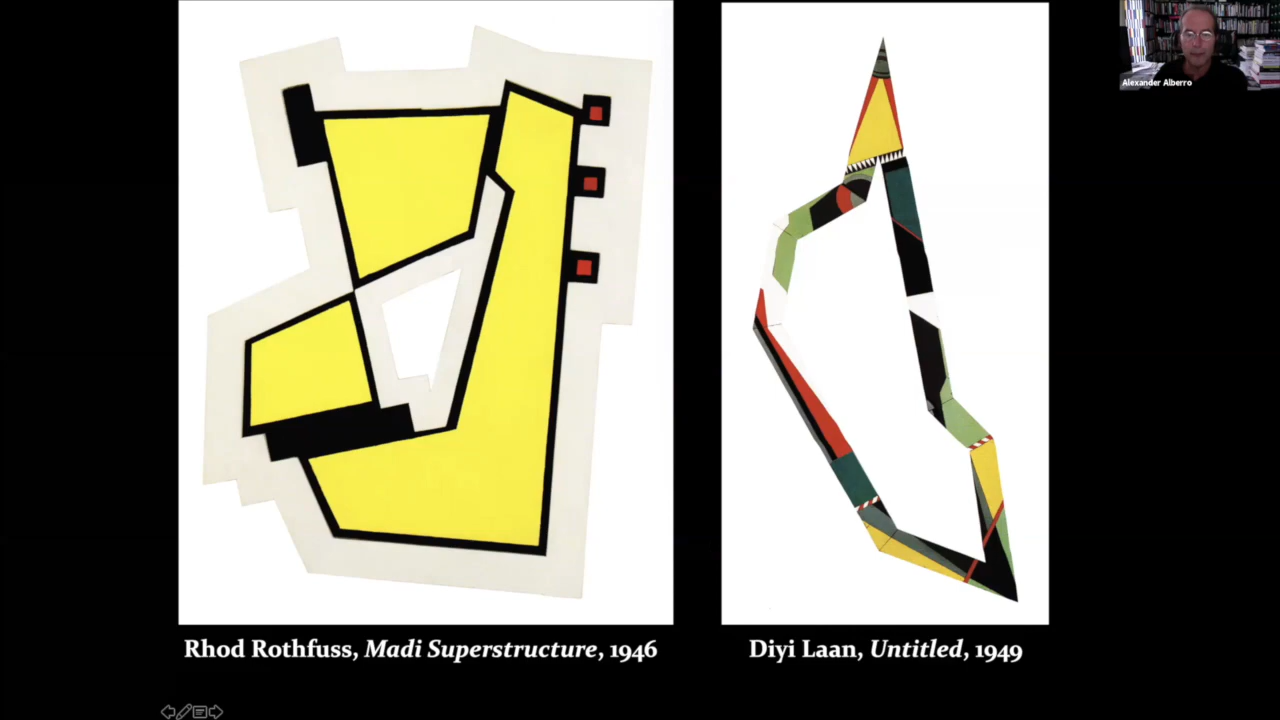 Alexander Alberro
Rhod Rothfuss, Madi Superstructure, 1946
Diyi Laan, Untitled, 1949